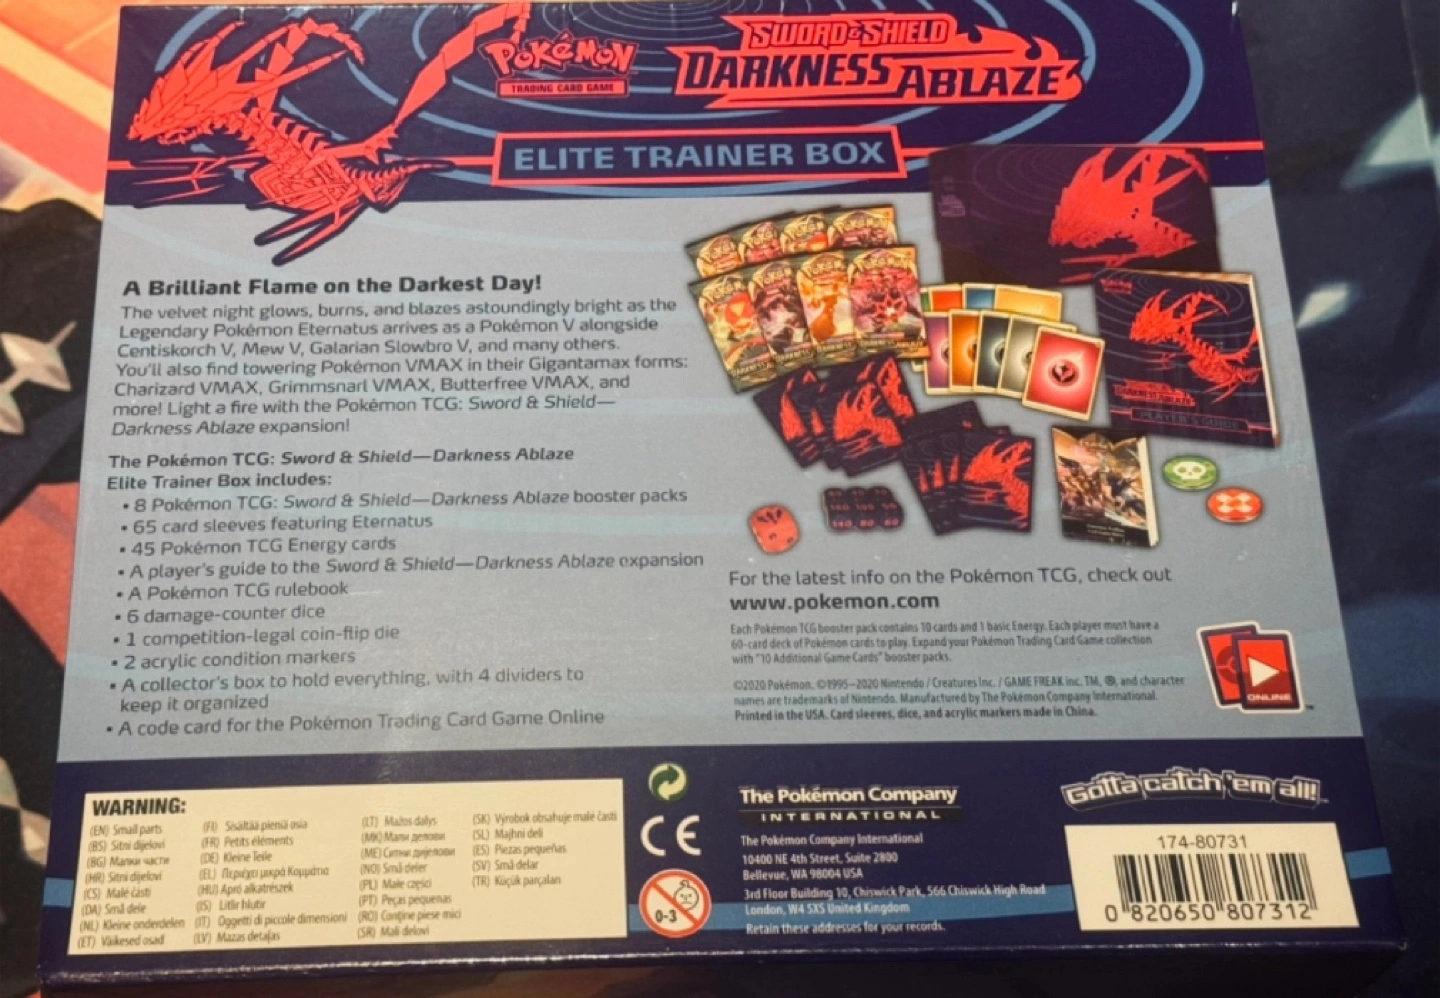 POKéMON
TRADING CARD GAME
SWORD & SHIELD
DARKNESS ABLAZE
ELITE TRAINER BOX
A Brilliant Flame on the Darkest Day!
The velvet night glows, burns, and blazes astoundingly bright as the
Legendary Pokémon Eternatus arrives as a Pokémon V alongside
Centiskorch V, Mew V, Galarian Slowbro V, and many others.
You'll also find towering Pokémon VMAX in their Gigantamax forms:
Charizard VMAX, Grimmsnarl VMAX, Butterfree VMAX, and
more! Light a fire with the Pokémon TCG: Sword & Shield—
Darkness Ablaze expansion!
The Pokémon TCG: Sword & Shield—Darkness Ablaze
Elite Trainer Box includes:
• 8 Pokémon TCG: Sword & Shield—Darkness Ablaze booster packs
• 65 card sleeves featuring Eternatus
• 45 Pokémon TCG Energy cards
• A player's guide to the Sword & Shield—Darkness Ablaze expansion
• A Pokémon TCG rulebook
• 6 damage-counter dice
• 1 competition-legal coin-flip die
• 2 acrylic condition markers
• A collector's box to hold everything, with 4 dividers to
keep it organized
• A code card for the Pokémon Trading Card Game Online
DARKNESS ABLAZE
PLAYER'S GUIDE
For the latest info on the Pokémon TCG, check out
www.pokemon.com
Each Pokémon TCG booster pack contains 10 cards and 1 basic Energy. Each player must have a
60-card deck of Pokémon cards to play. Expand your Pokémon Trading Card Game collection
with "10 Additional Game Cards" booster packs.
©2020 Pokémon. ©1995–2020 Nintendo / Creatures Inc. / GAME FREAK inc. TM, ®, and character
names are trademarks of Nintendo. Manufactured by The Pokémon Company International.
Printed in the USA. Card sleeves, dice, and acrylic markers made in China.
ONLINE
WARNING:
(EN) Small parts
(BS) Sitni dijelovi
(BG) Малки части
(HR) Sitni dijelovi
(CS) Malé části
(DA) Små dele
(NL) Kleine onderdelen
(ET) Väikesed osad
(FI) Sisältää pieniä osia
(FR) Petits éléments
(DE) Kleine Teile
(EL) Περιέχει μικρά Κομμάτια
(HU) Apró alkatrészek
(IS) Litlir hlutir
(IT) Oggetti di piccole dimensioni
(LV) Mazas detaļas
(LT) Mažos dalys
(MK) Мали делови
(ME) Ситни дијелови
(NO) Små deler
(PL) Małe części
(PT) Peças pequenas
(RO) Conţine piese mici
(SR) Mali delovi
(SK) Výrobok obsahuje malé časti
(SL) Majhni deli
(ES) Piezas pequeñas
(SV) Små delar
(TR) Küçük parçaları
CE
0-3
The Pokémon Company
INTERNATIONAL
The Pokémon Company International
10400 NE 4th Street, Suite 2800
Bellevue, WA 98004 USA
3rd Floor Building 10, Chiswick Park, 566 Chiswick High Road
London, W4 5XS United Kingdom
Retain these addresses for your records.
Gotta catch 'em all!™
174-80731
0 820650 807312